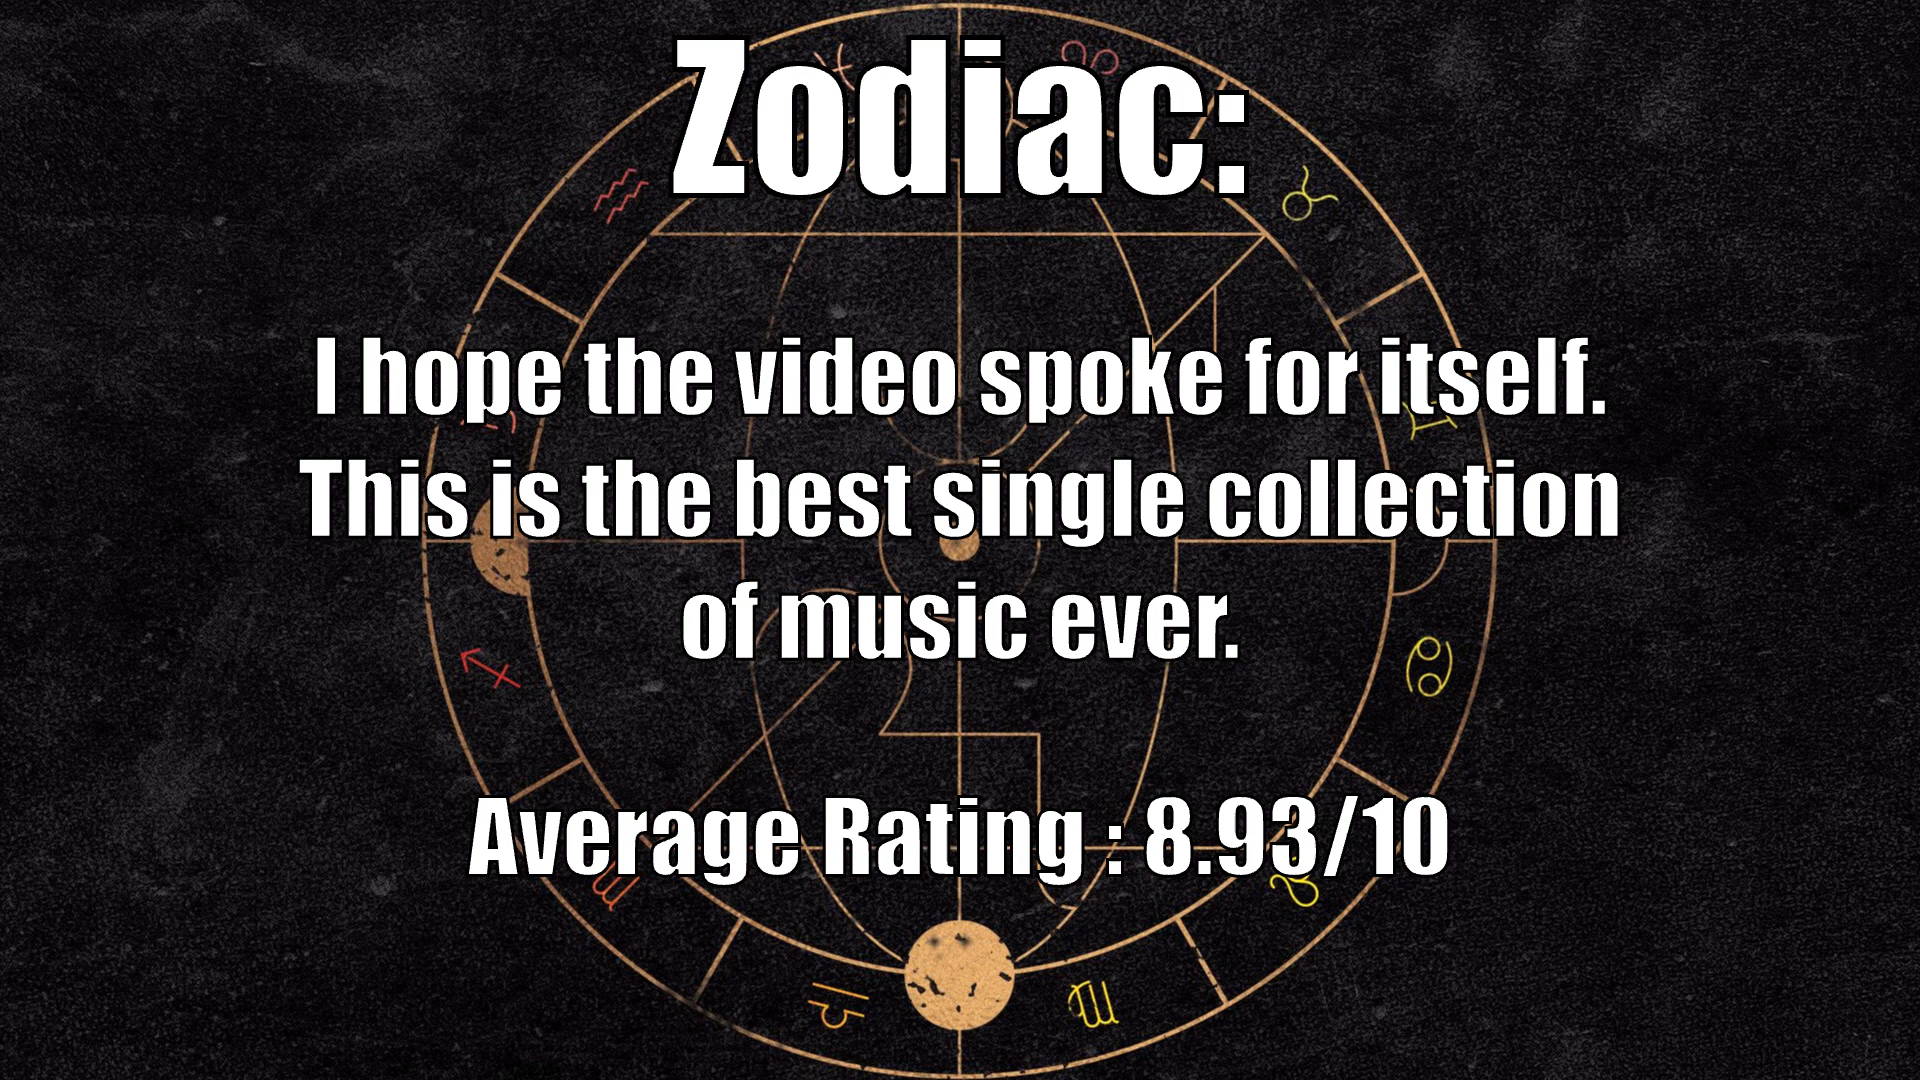 Zodiac:
I hope the video spoke for itself.
This is the best single collection
of music ever.
Average Rating : 8.93/10